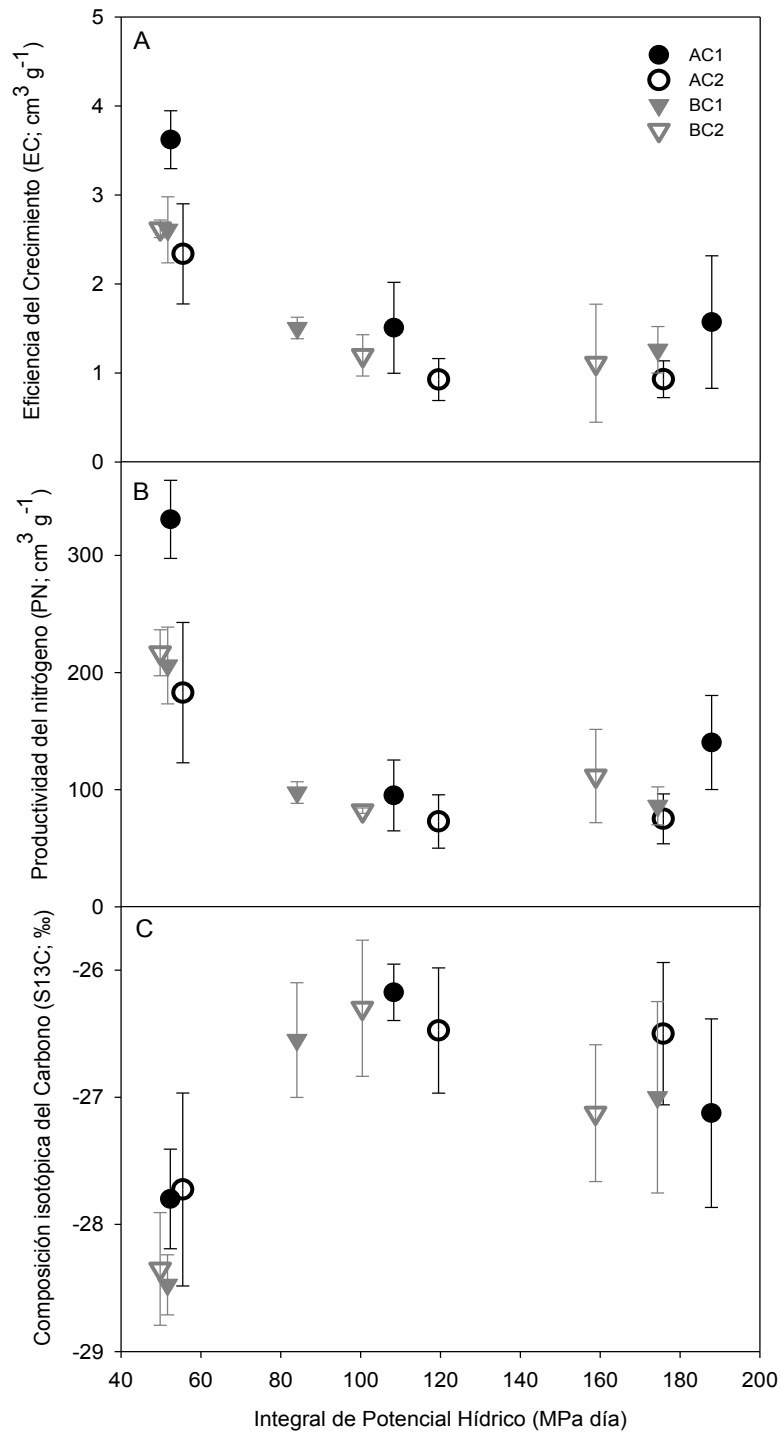 A
AC1
AC2
BC1
BC2
5
4
3
2
1
0
Eficiencia del Crecimiento (EC; cm3 g-1)
B
300
200
100
0
Productividad del nitrógeno (PN; cm3 g-1)
C
-26
-27
-28
-29
Composición isotópica del Carbono (S13C; ‰)
40 60 80 100 120 140 160 180 200
Integral de Potencial Hídrico (MPa día)